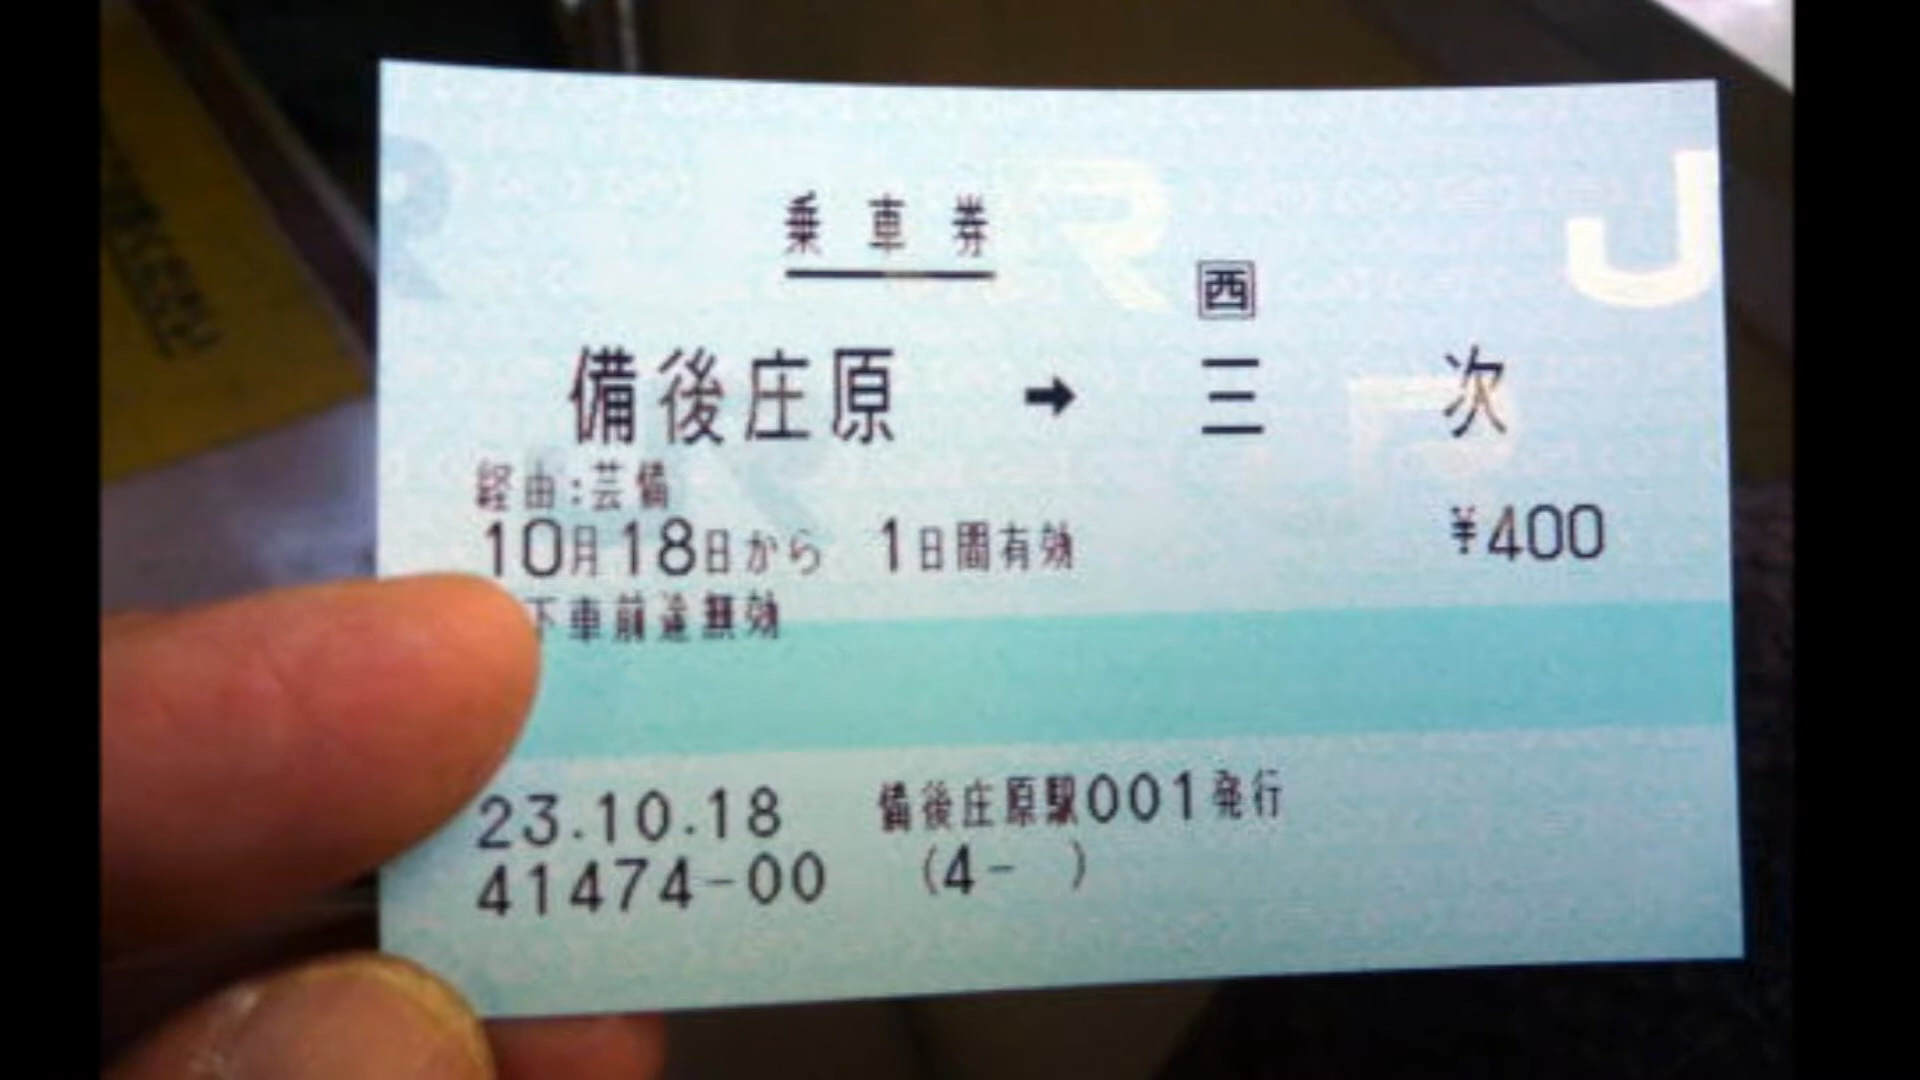 乗車券
西
備後庄原 → 三次
経由:芸備
10月18日から 1日間有効 ¥400
下車前途無効
23.10.18 備後庄原駅001発行
41474-00 (4- )